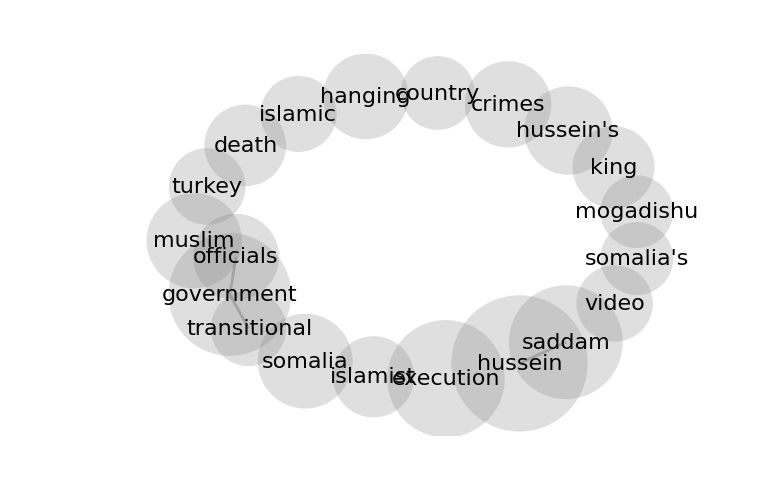 hanging
country
crimes
islamic
hussein's
death
king
turkey
mogadishu
muslim
officials
somalia's
government
video
transitional
saddam
somalia
hussein
islamist
execution